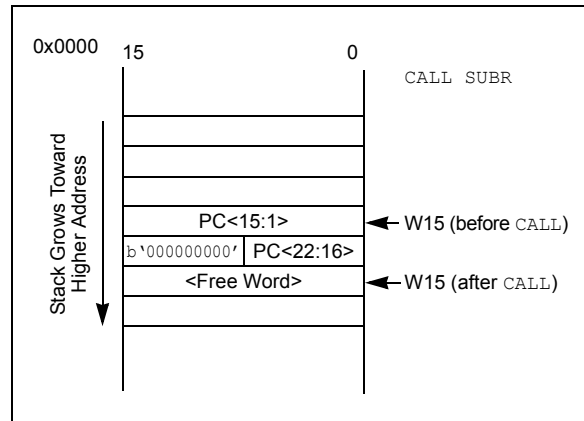 0x0000
15 0
CALL SUBR
Stack Grows Toward
Higher Address
PC<15:1>
W15 (before CALL)
b‘000000000’ PC<22:16>
<Free Word>
W15 (after CALL)